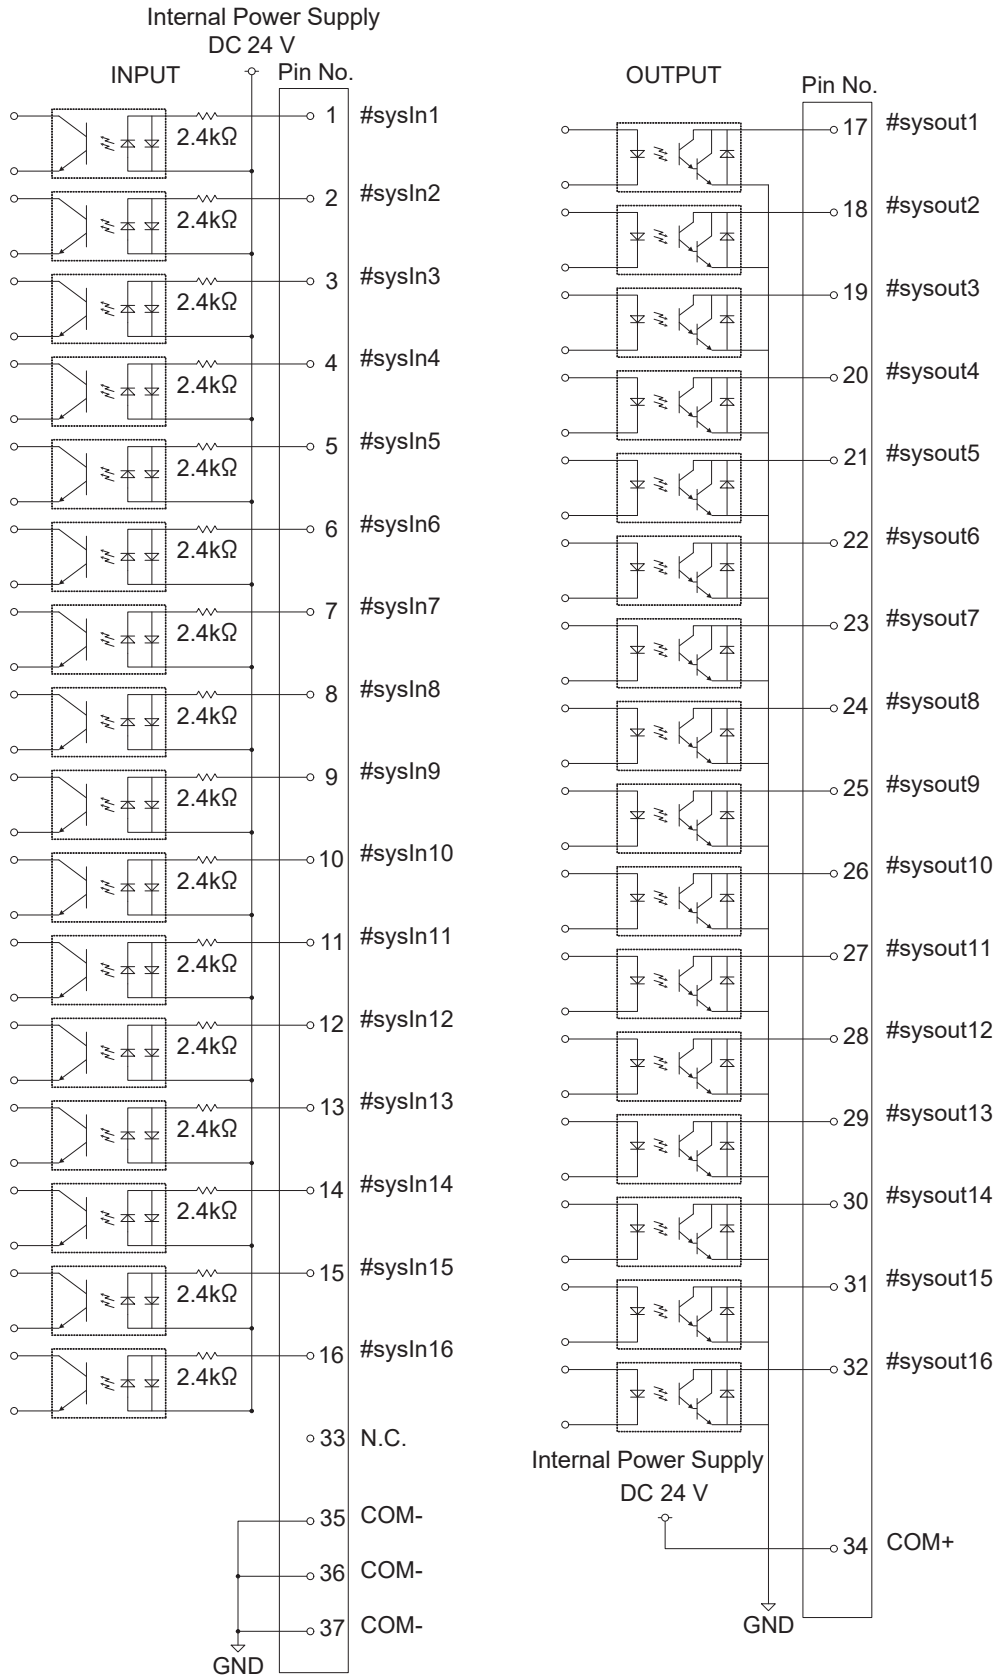 Internal Power Supply
DC 24 V
INPUT
Pin No.
1 #sysIn1
2.4kΩ
2 #sysIn2
2.4kΩ
3 #sysIn3
2.4kΩ
4 #sysIn4
2.4kΩ
5 #sysIn5
2.4kΩ
6 #sysIn6
2.4kΩ
7 #sysIn7
2.4kΩ
8 #sysIn8
2.4kΩ
9 #sysIn9
2.4kΩ
10 #sysIn10
2.4kΩ
11 #sysIn11
2.4kΩ
12 #sysIn12
2.4kΩ
13 #sysIn13
2.4kΩ
14 #sysIn14
2.4kΩ
15 #sysIn15
2.4kΩ
16 #sysIn16
2.4kΩ
33 N.C.
35 COM-
36 COM-
37 COM-
GND
OUTPUT
Pin No.
17 #sysout1
18 #sysout2
19 #sysout3
20 #sysout4
21 #sysout5
22 #sysout6
23 #sysout7
24 #sysout8
25 #sysout9
26 #sysout10
27 #sysout11
28 #sysout12
29 #sysout13
30 #sysout14
31 #sysout15
32 #sysout16
Internal Power Supply
DC 24 V
34 COM+
GND